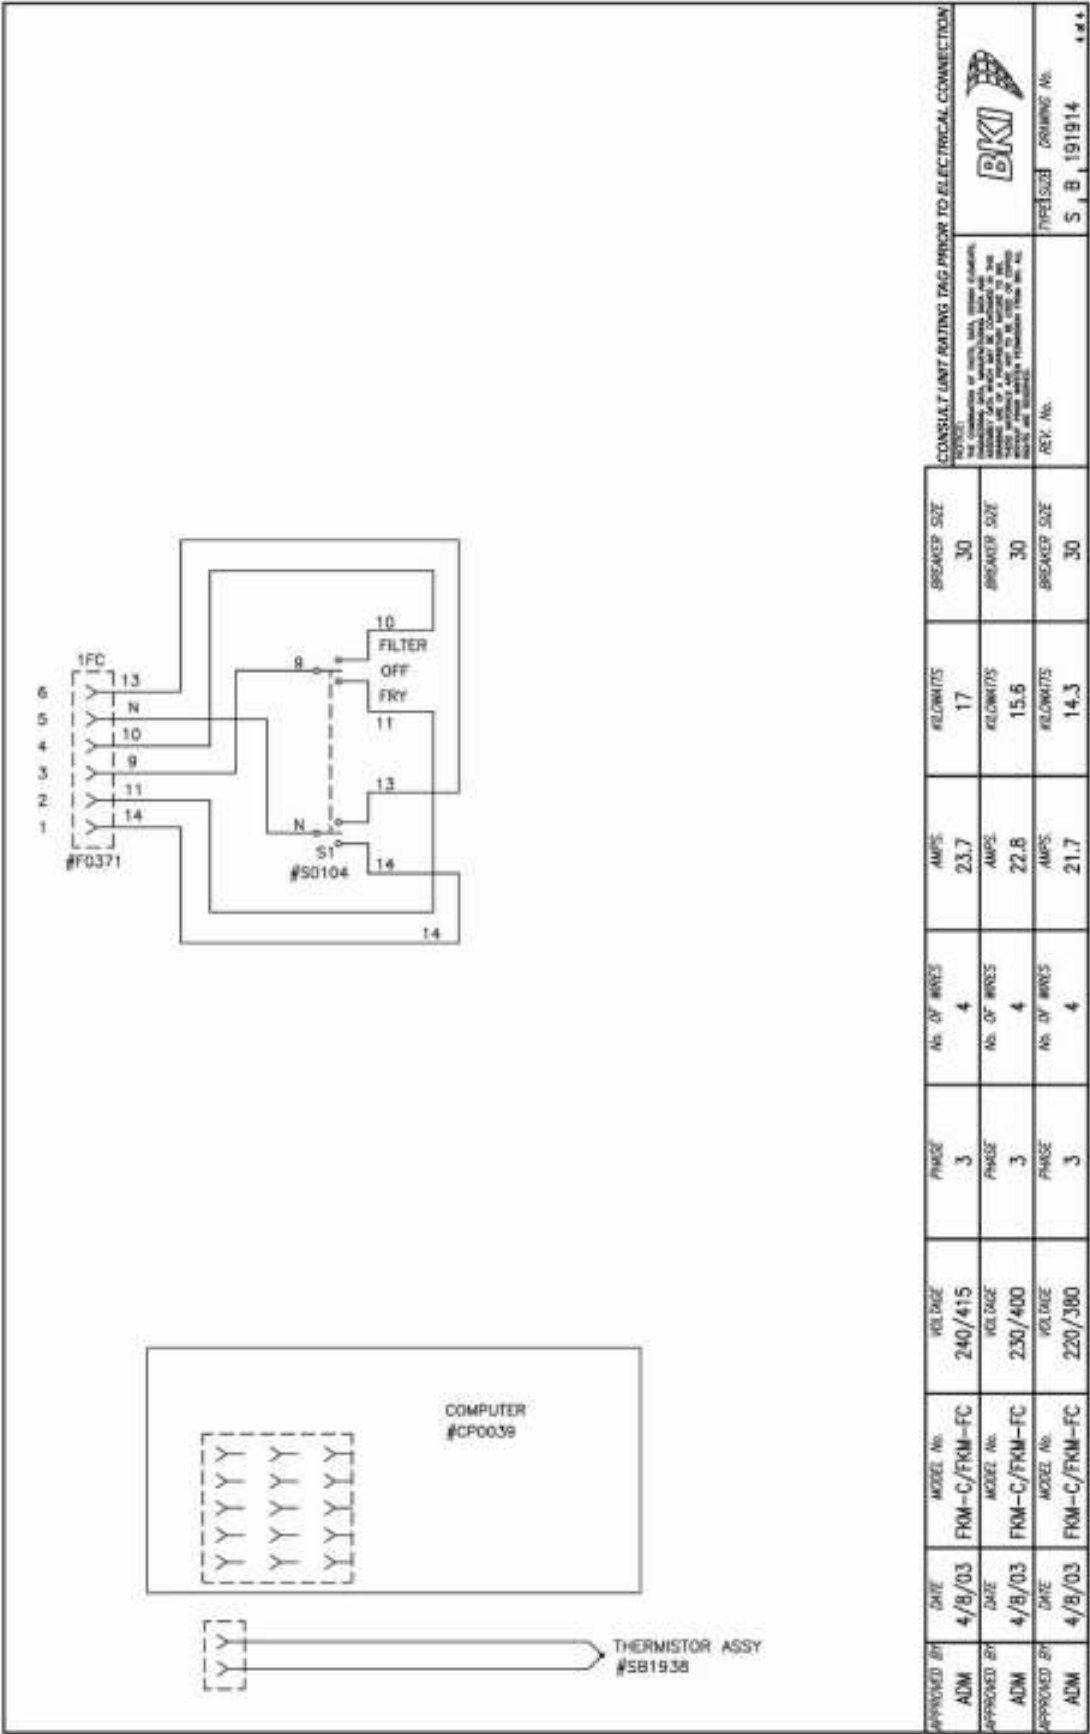 1FC
6
13
5
N
4
10
3
9
2
11
1
14
#F0371
10
FILTER
9
OFF
FRY
11
13
N
S1
#S0104
14
14
COMPUTER
#CP0039
THERMISTOR ASSY
#SB1938
CONSULT UNIT RATING TAG PRIOR TO ELECTRICAL CONNECTION
APPROVED BY DATE MODEL No. VOLTAGE PHASE No. OF WIRES AMPS. KILOWATTS BREAKER SIZE
ADM 4/8/03 FKM-C/FKM-FC 240/415 3 4 23.7 17 30
APPROVED BY DATE MODEL No. VOLTAGE PHASE No. OF WIRES AMPS. KILOWATTS BREAKER SIZE
ADM 4/8/03 FKM-C/FKM-FC 230/400 3 4 22.8 15.6 30
APPROVED BY DATE MODEL No. VOLTAGE PHASE No. OF WIRES AMPS. KILOWATTS BREAKER SIZE
ADM 4/8/03 FKM-C/FKM-FC 220/380 3 4 21.7 14.3 30
NOTICE:
BKI
REV. No.
TYPE SIZE DRAWING No.
S B 191914
4 of 4